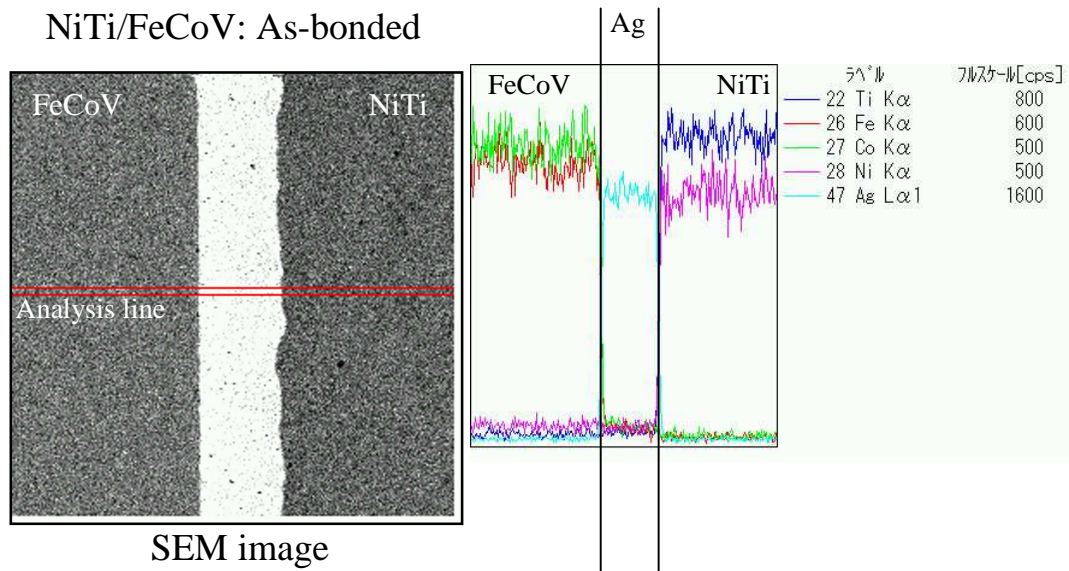 NiTi/FeCoV: As-bonded
Ag
FeCoV
NiTi
Analysis line
SEM image
FeCoV
NiTi
ラベル フルスケール[cps]
22 Ti Kα 800
26 Fe Kα 600
27 Co Kα 500
28 Ni Kα 500
47 Ag Lα1 1600